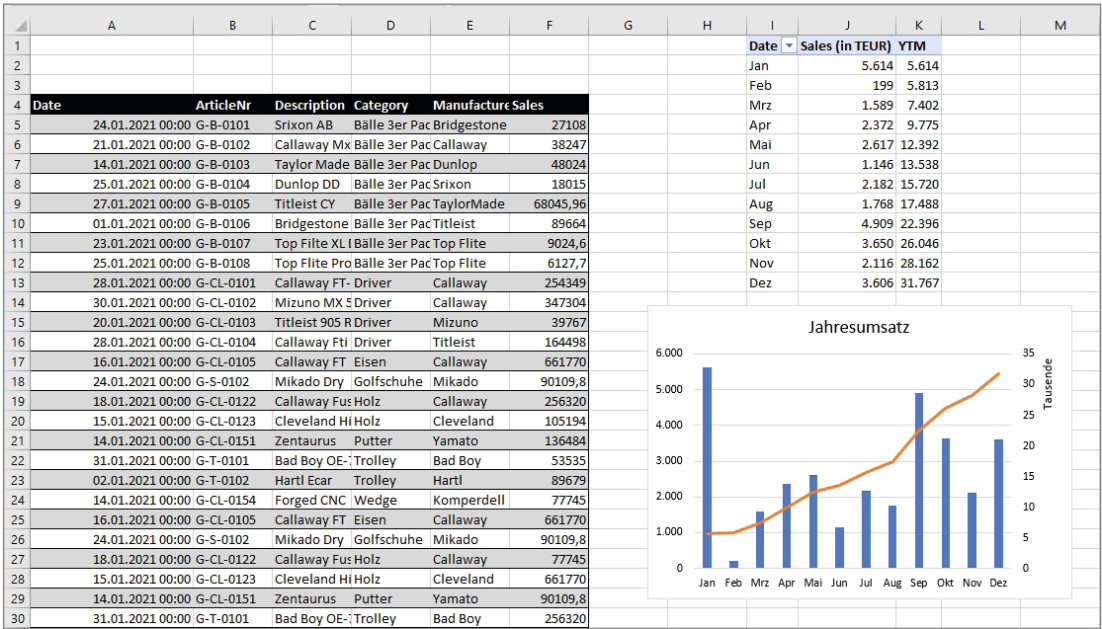 A B C D E F G H I J K L M
1 Date Sales (in TEUR) YTM
2 Jan 5.614 5.614
3 Feb 199 5.813
4 Date ArticleNr Description Category Manufacture Sales Mrz 1.589 7.402
5 24.01.2021 00:00 G-B-0101 Srixon AB Bälle 3er Pac Bridgestone 27108 Apr 2.372 9.775
6 21.01.2021 00:00 G-B-0102 Callaway Mx Bälle 3er Pac Callaway 38247 Mai 2.617 12.392
7 14.01.2021 00:00 G-B-0103 Taylor Made Bälle 3er Pac Dunlop 48024 Jun 1.146 13.538
8 25.01.2021 00:00 G-B-0104 Dunlop DD Bälle 3er Pac Srixon 18015 Jul 2.182 15.720
9 27.01.2021 00:00 G-B-0105 Titleist CY Bälle 3er Pac TaylorMade 68045,96 Aug 1.768 17.488
10 01.01.2021 00:00 G-B-0106 Bridgestone Bälle 3er Pac Titleist 89664 Sep 4.909 22.396
11 23.01.2021 00:00 G-B-0107 Top Filte XL Bälle 3er Pac Top Flite 9024,6 Okt 3.650 26.046
12 25.01.2021 00:00 G-B-0108 Top Flite Pro Bälle 3er Pac Top Flite 6127,7 Nov 2.116 28.162
13 28.01.2021 00:00 G-CL-0101 Callaway FT- Driver Callaway 254349 Dez 3.606 31.767
14 30.01.2021 00:00 G-CL-0102 Mizuno MX 5 Driver Callaway 347304
15 20.01.2021 00:00 G-CL-0103 Titleist 905 R Driver Mizuno 39767
16 28.01.2021 00:00 G-CL-0104 Callaway Fti Driver Titleist 164498
17 16.01.2021 00:00 G-CL-0105 Callaway FT Eisen Callaway 661770
18 24.01.2021 00:00 G-S-0102 Mikado Dry Golfschuhe Mikado 90109,8
19 18.01.2021 00:00 G-CL-0122 Callaway Fus Holz Callaway 256320
20 15.01.2021 00:00 G-CL-0123 Cleveland Hi Holz Cleveland 105194
21 14.01.2021 00:00 G-CL-0151 Zentaurus Putter Yamato 136484
22 31.01.2021 00:00 G-T-0101 Bad Boy OE- Trolley Bad Boy 53535
23 02.01.2021 00:00 G-T-0102 Hartl Ecar Trolley Hartl 89679
24 14.01.2021 00:00 G-CL-0154 Forged CNC Wedge Komperdell 77745
25 16.01.2021 00:00 G-CL-0105 Callaway FT Eisen Callaway 661770
26 24.01.2021 00:00 G-S-0102 Mikado Dry Golfschuhe Mikado 90109,8
27 18.01.2021 00:00 G-CL-0122 Callaway Fus Holz Callaway 77745
28 15.01.2021 00:00 G-CL-0123 Cleveland Hi Holz Cleveland 661770
29 14.01.2021 00:00 G-CL-0151 Zentaurus Putter Yamato 90109,8
30 31.01.2021 00:00 G-T-0101 Bad Boy OE- Trolley Bad Boy 256320
Jahresumsatz
6.000 35
5.000 30
4.000 25
3.000 20
2.000 15
1.000 10
0 5
0
Tausende
Jan Feb Mrz Apr Mai Jun Jul Aug Sep Okt Nov Dez